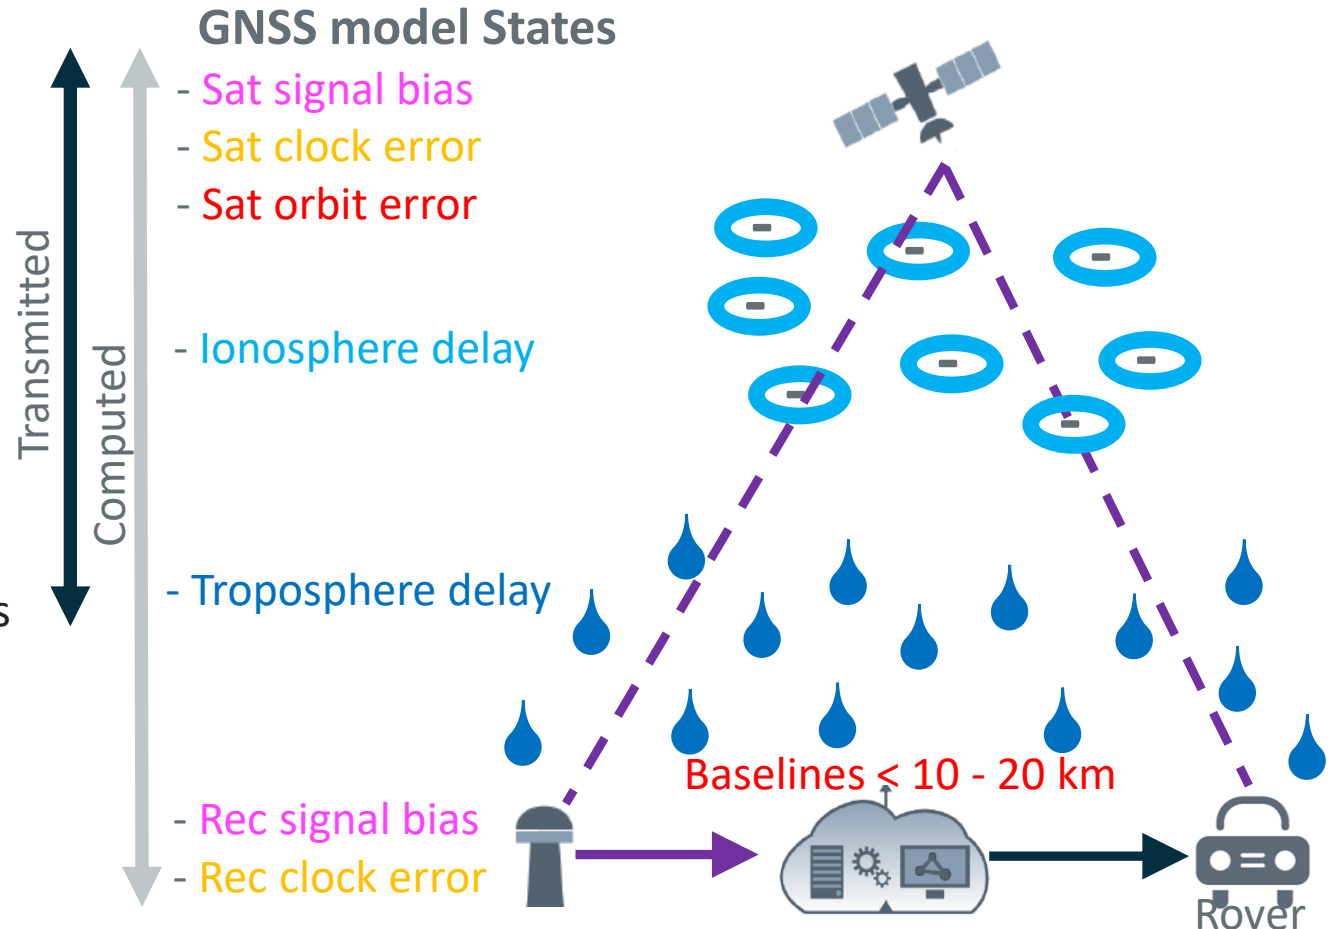 GNSS model States
- Sat signal bias
- Sat clock error
- Sat orbit error
Transmitted
Computed
- Ionosphere delay
- Troposphere delay
s
Baselines < 10 - 20 km
- Rec signal bias
- Rec clock error
Rover